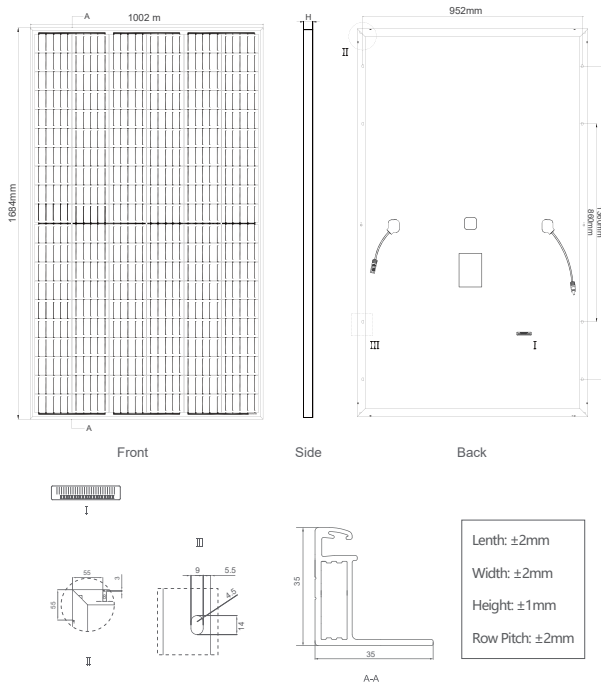 A
1002 m
H
952mm
II
1684mm
860mm
III
I
A
Front
Side
Back
I
III
9
5.5
4.5
14
55
3
55
II
35
35
A-A
Lenth: ±2mm
Width: ±2mm
Height: ±1mm
Row Pitch: ±2mm